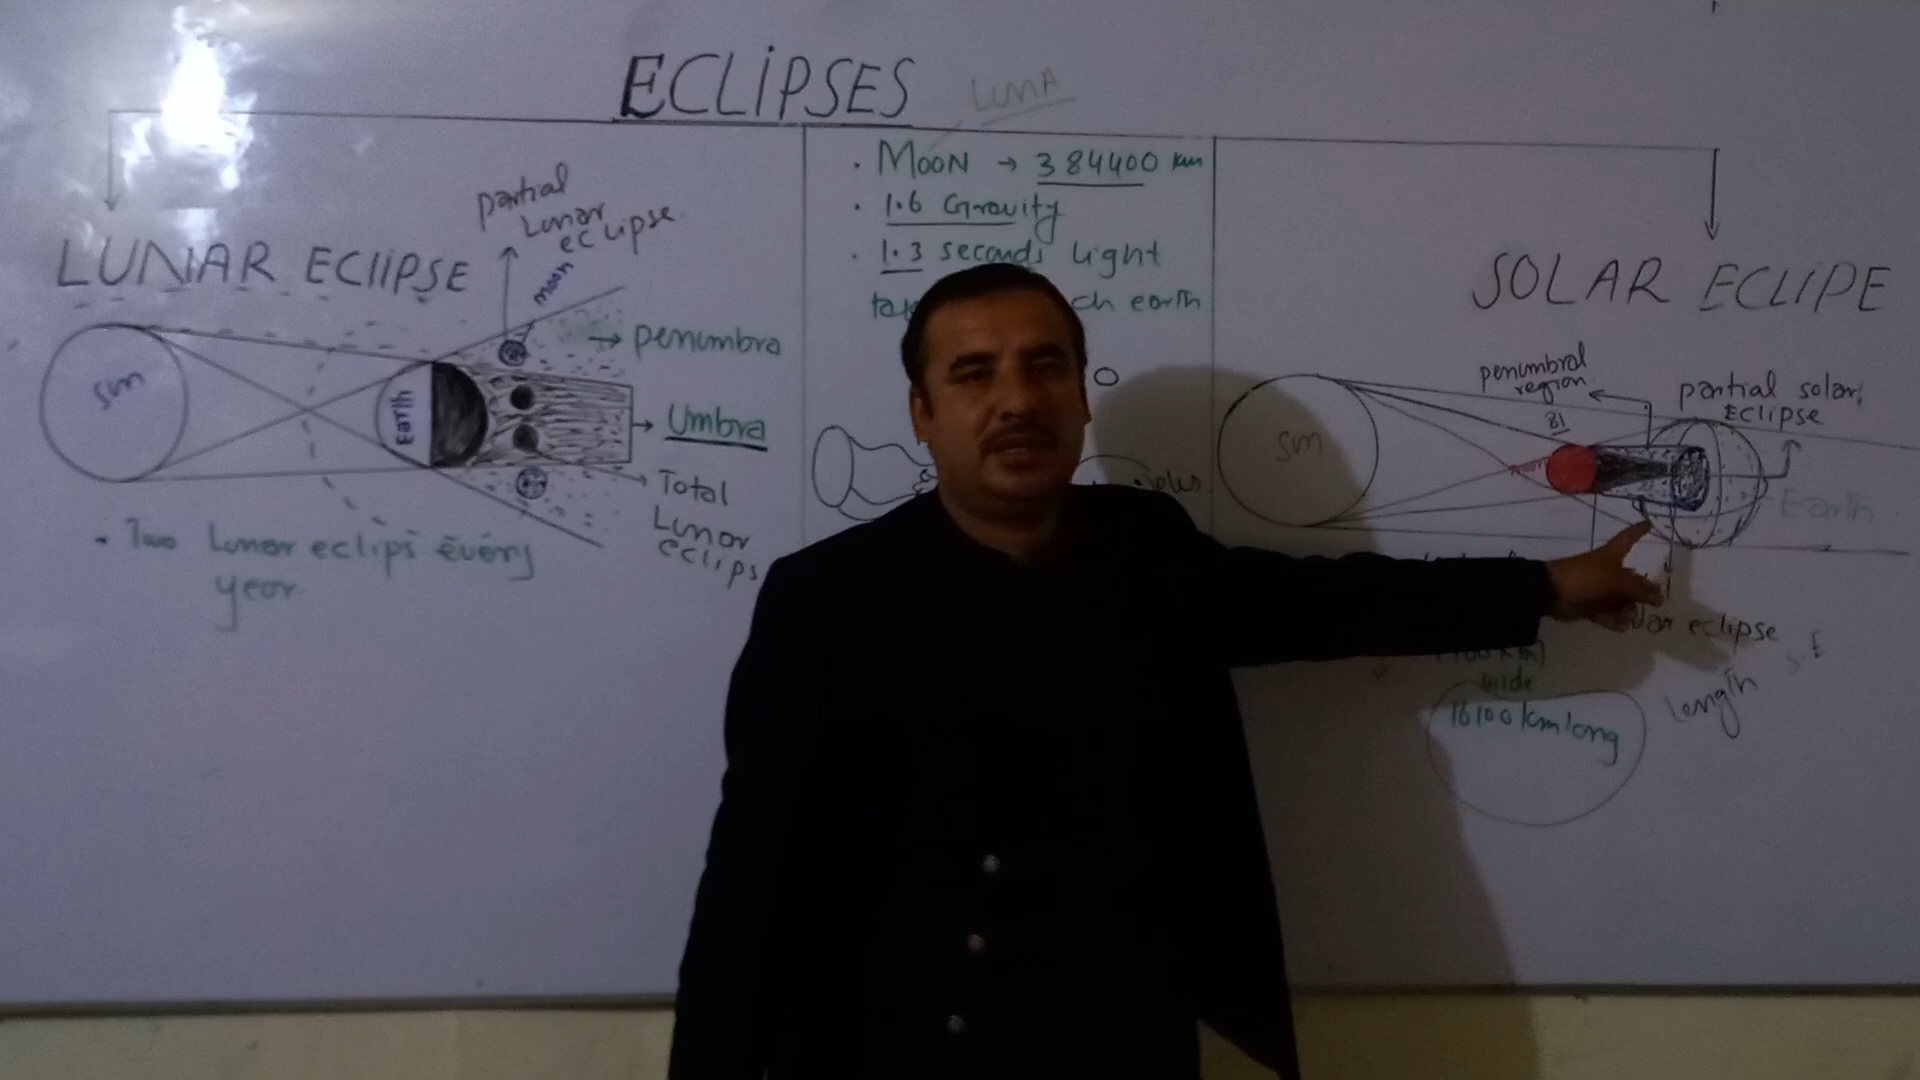 ECLIPSES
LUNA
LUNAR ECLIPSE
partial
Lunar
eclipse
moon
Sun
Earth
→ penumbra
→ Umbra
Total
Lunar
eclips
• Two Lunar eclips every
year
• MOON → 384400 km
• 1.6 Gravity
• 1.3 seconds light
earth
SOLAR ECLIPE
penumbral
region
81
partial solar
Eclipse
Sun
Earth
eclipse
wide
16100 km long
length S.E